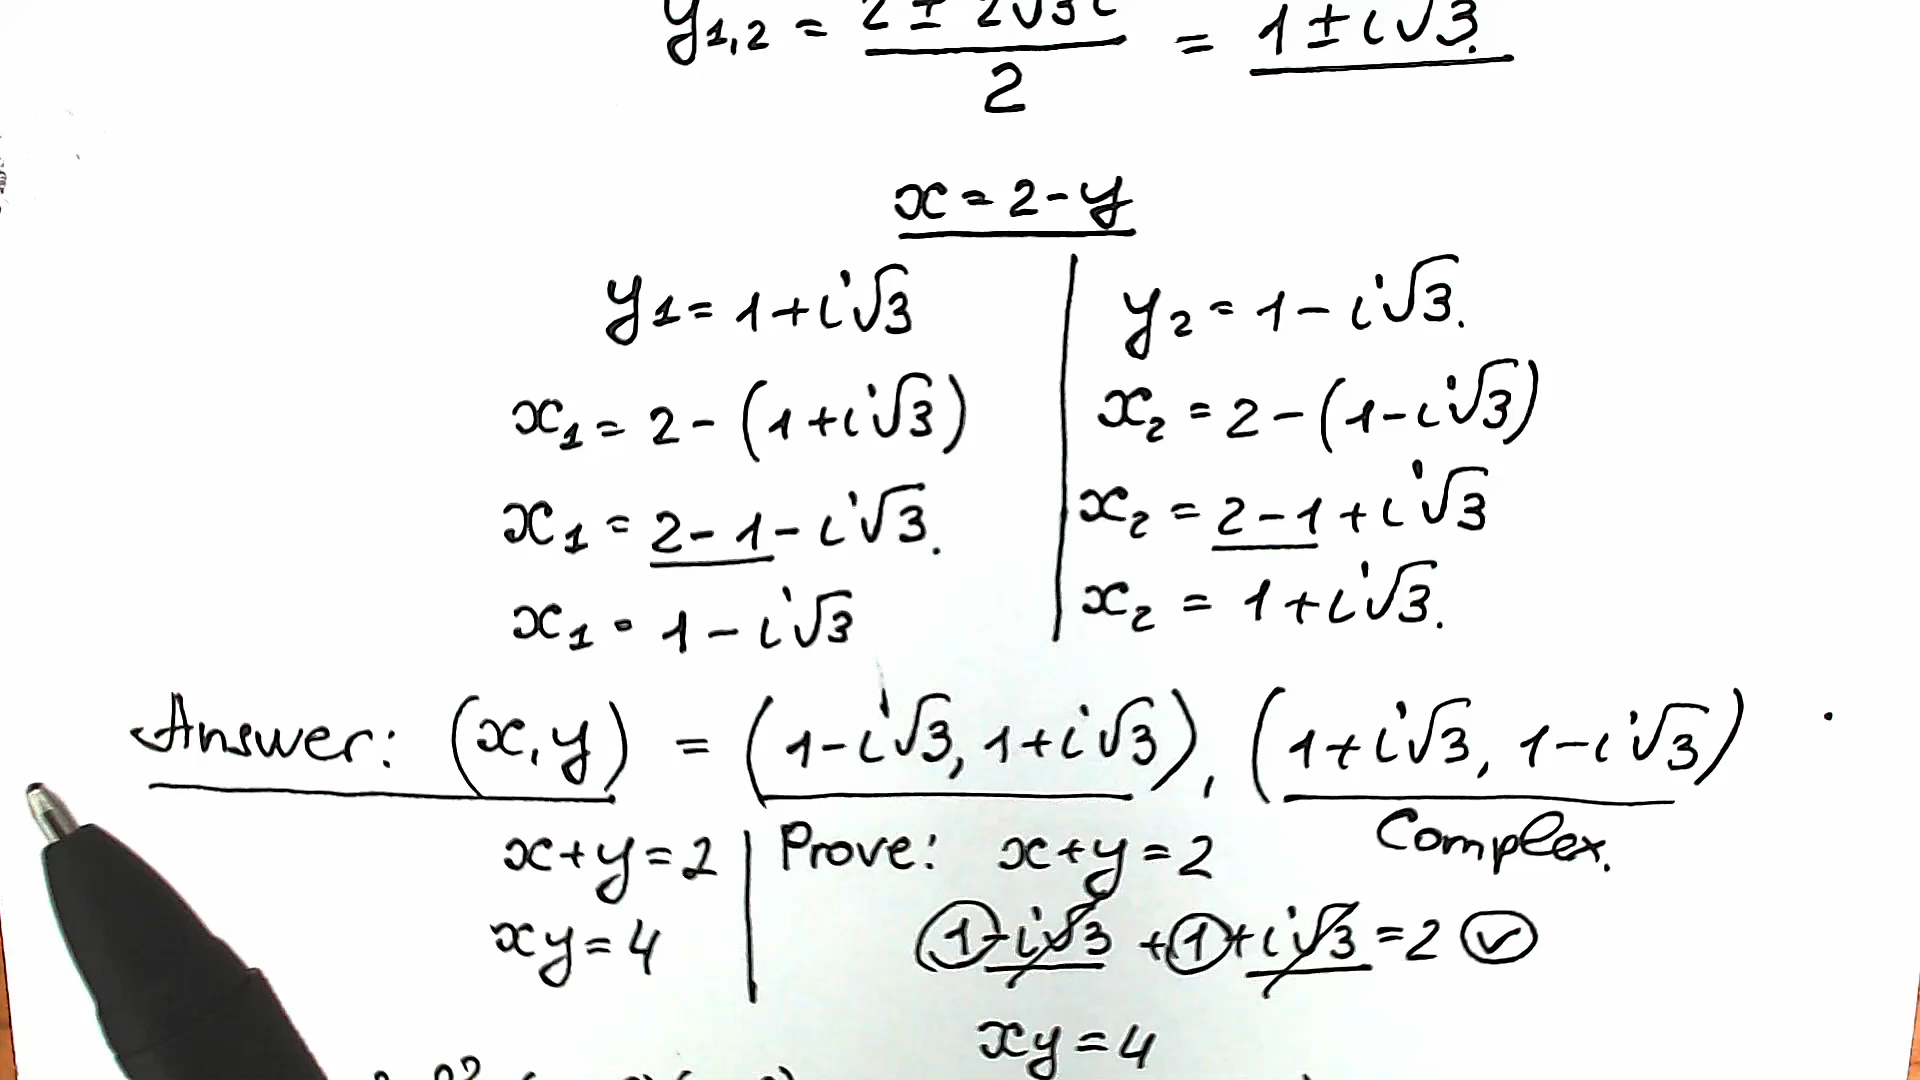 y₁,₂ = (2 ± 2√3i)/2 = 1 ± i√3.
x = 2 - y
y₁ = 1 + i√3 | y₂ = 1 - i√3.
x₁ = 2 - (1 + i√3) | x₂ = 2 - (1 - i√3)
x₁ = 2 - 1 - i√3. | x₂ = 2 - 1 + i√3
x₁ = 1 - i√3 | x₂ = 1 + i√3.
Answer: (x, y) = (1 - i√3, 1 + i√3), (1 + i√3, 1 - i√3)
Complex.
x + y = 2 | Prove: x + y = 2
xy = 4 | 1 - i√3 + 1 + i√3 = 2 ✓
xy = 4